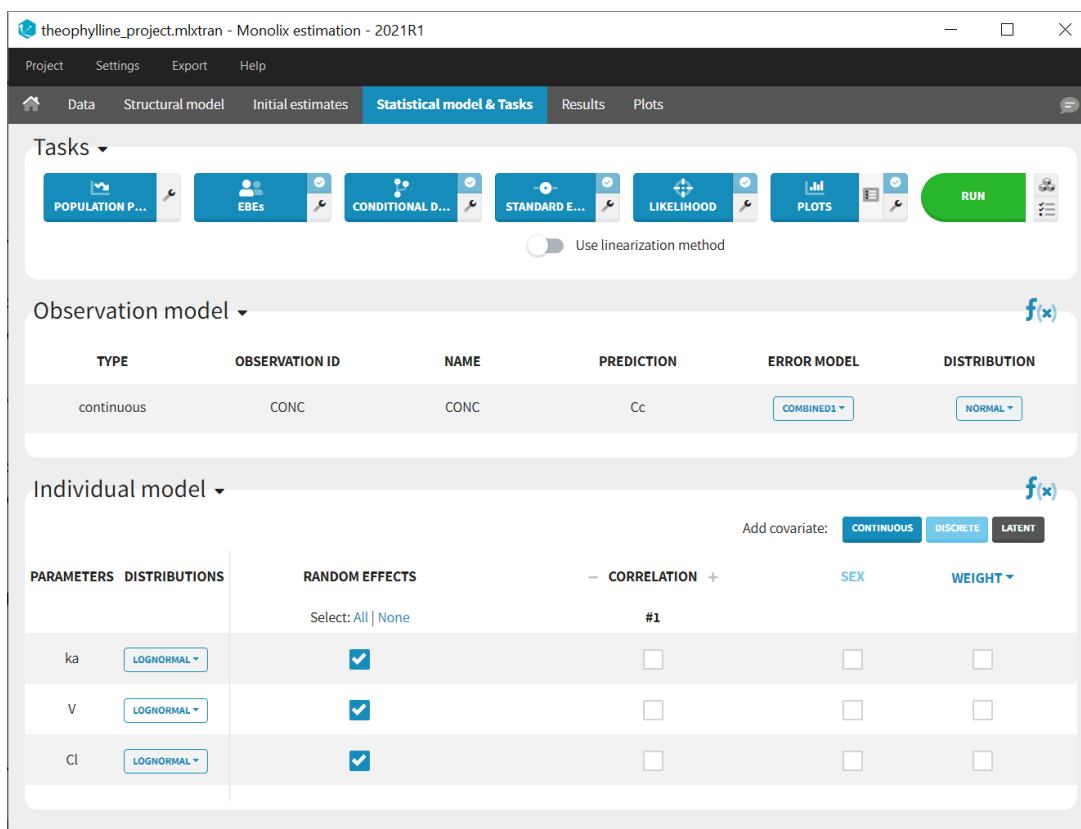 theophylline_project.mlxtran - Monolix estimation - 2021R1
Project Settings Export Help
Data Structural model Initial estimates Statistical model & Tasks Results Plots
Tasks
POPULATION P... EBEs CONDITIONAL D... STANDARD E... LIKELIHOOD PLOTS RUN
Use linearization method
Observation model f(x)
TYPE OBSERVATION ID NAME PREDICTION ERROR MODEL DISTRIBUTION
continuous CONC CONC Cc COMBINED1 NORMAL
Individual model f(x)
Add covariate: CONTINUOUS DISCRETE LATENT
PARAMETERS DISTRIBUTIONS RANDOM EFFECTS − CORRELATION + SEX WEIGHT
Select: All | None #1
ka LOGNORMAL
V LOGNORMAL
Cl LOGNORMAL